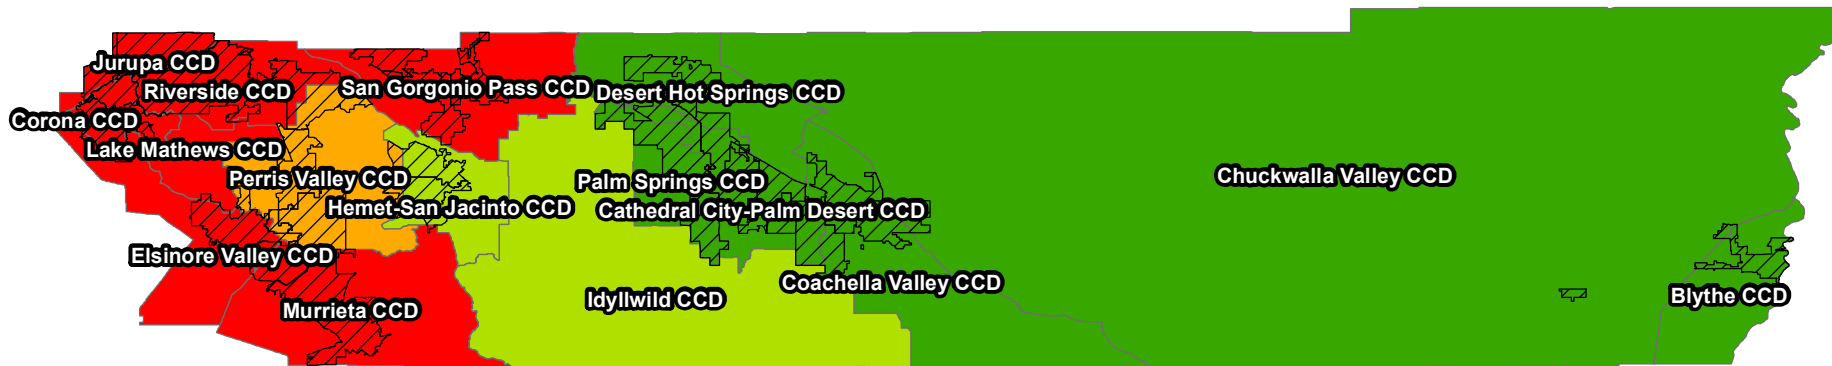 Jurupa CCD
Riverside CCD
San Gorgonio Pass CCD
Desert Hot Springs CCD
Corona CCD
Lake Mathews CCD
Perris Valley CCD
Palm Springs CCD
Chuckwalla Valley CCD
Hemet-San Jacinto CCD
Cathedral City-Palm Desert CCD
Elsinore Valley CCD
Coachella Valley CCD
Idyllwild CCD
Blythe CCD
Murrieta CCD